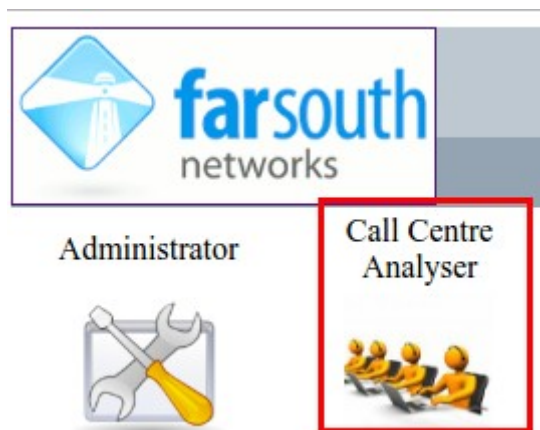 farsouth
networks
Administrator
Call Centre
Analyser